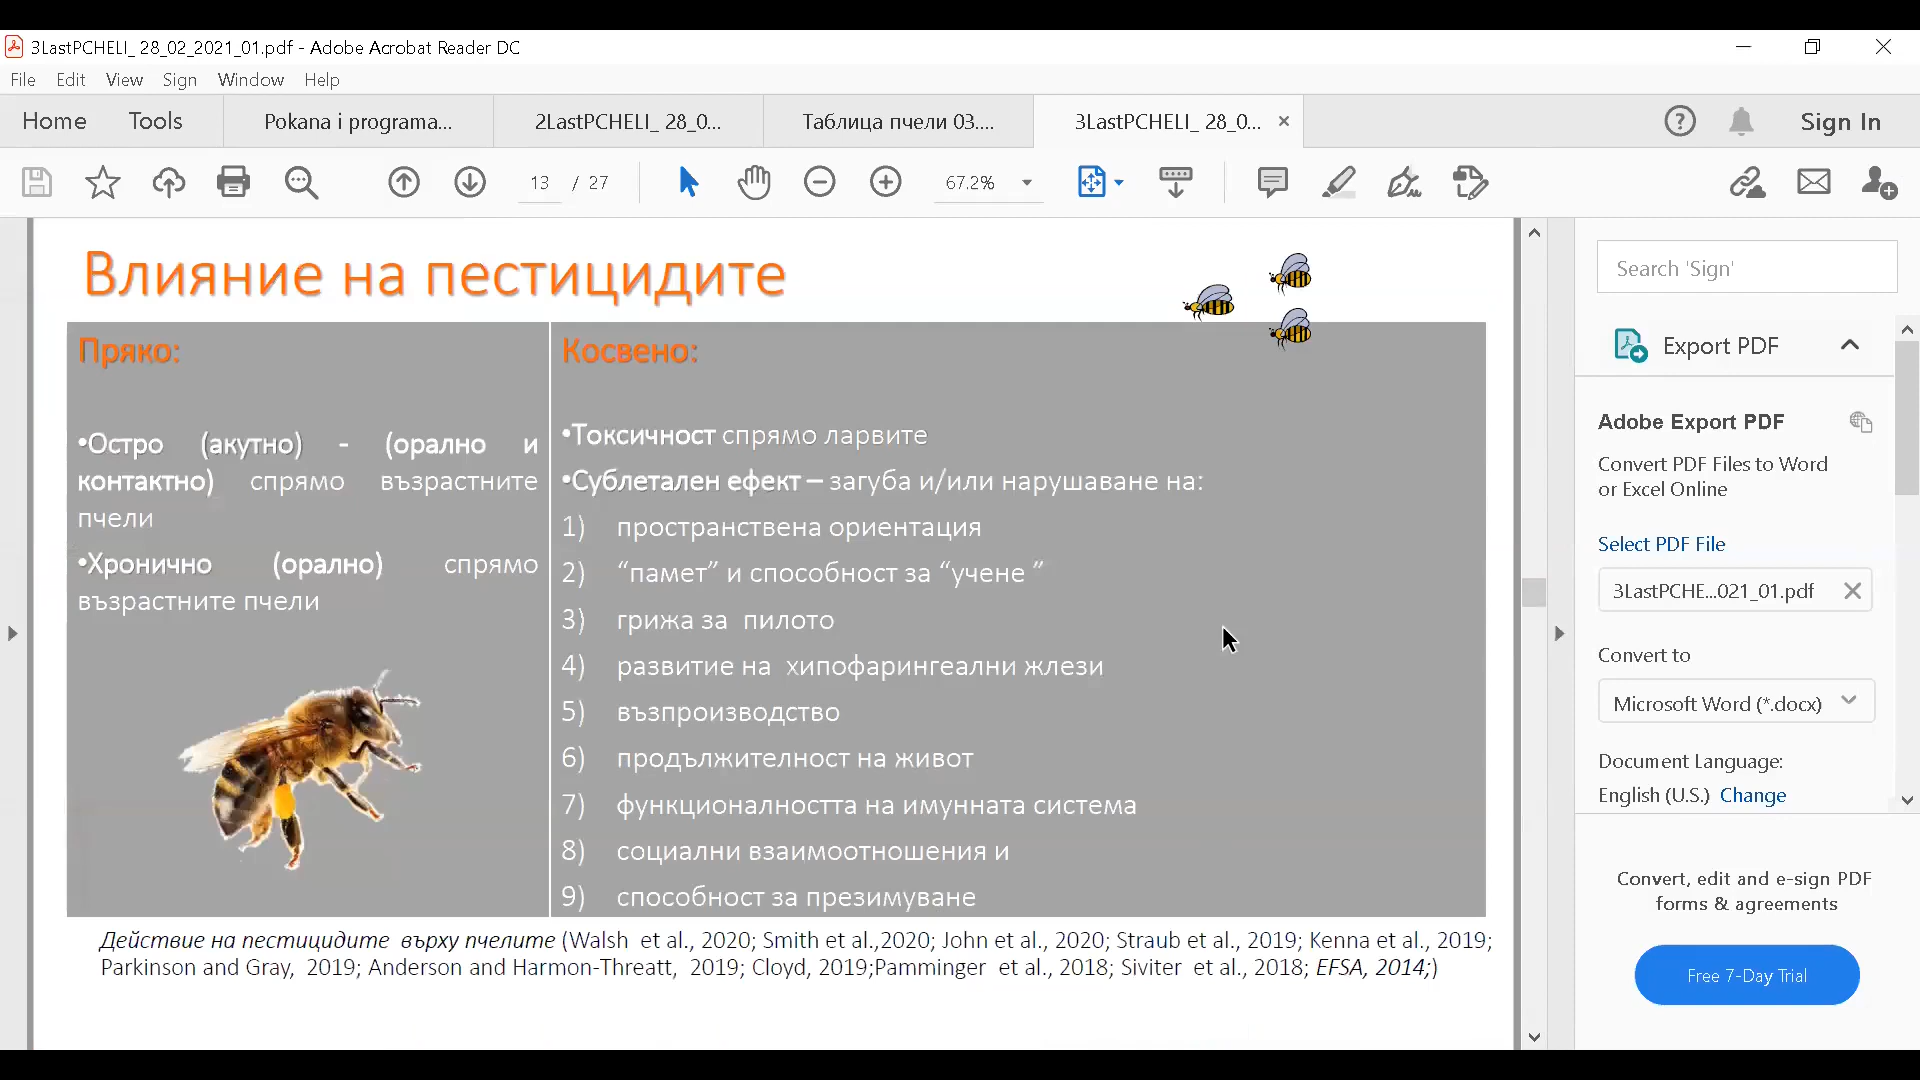 3LastPCHELI_ 28_02_2021_01.pdf - Adobe Acrobat Reader DC
File Edit View Sign Window Help
Home Tools Pokana i programa... 2LastPCHELI_ 28_0... Таблица пчели 03.... 3LastPCHELI_ 28_0... Sign In
13 / 27 67.2%
Влияние на пестицидите
Пряко:
•Остро (акутно) - (орално и
контактно) спрямо възрастните
пчели
•Хронично (орално) спрямо
възрастните пчели
Косвено:
•Токсичност спрямо ларвите
•Сублетален ефект – загуба и/или нарушаване на:
1) пространствена ориентация
2) “памет” и способност за “учене ”
3) грижа за пилото
4) развитие на хипофарингеални жлези
5) възпроизводство
6) продължителност на живот
7) функционалността на имунната система
8) социални взаимоотношения и
9) способност за презимуване
Действие на пестицидите върху пчелите (Walsh et al., 2020; Smith et al.,2020; John et al., 2020; Straub et al., 2019; Kenna et al., 2019;
Parkinson and Gray, 2019; Anderson and Harmon-Threatt, 2019; Cloyd, 2019;Pamminger et al., 2018; Siviter et al., 2018; EFSA, 2014;)
Search 'Sign'
Export PDF
Adobe Export PDF
Convert PDF Files to Word
or Excel Online
Select PDF File
3LastPCHE...021_01.pdf
Convert to
Microsoft Word (*.docx)
Document Language:
English (U.S.) Change
Convert, edit and e-sign PDF
forms & agreements
Free 7-Day Trial